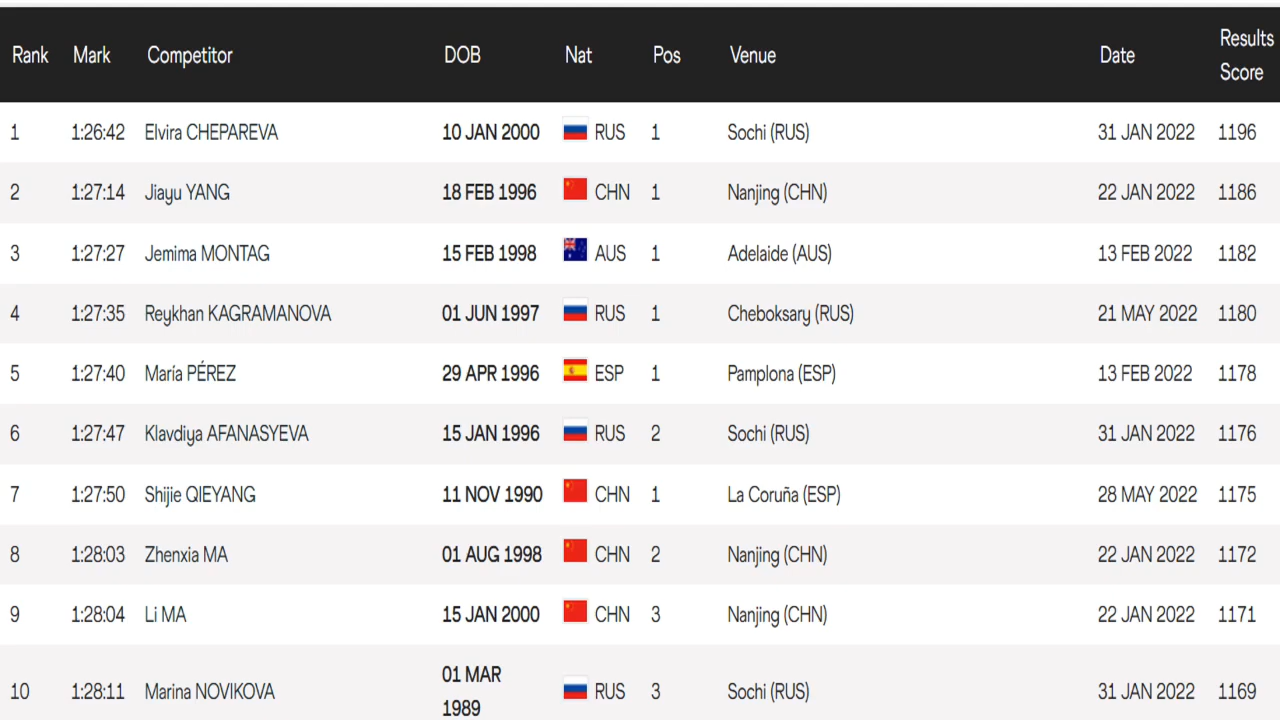 Rank Mark Competitor DOB Nat Pos Venue Date Results Score
1 1:26:42 Elvira CHEPAREVA 10 JAN 2000 RUS 1 Sochi (RUS) 31 JAN 2022 1196
2 1:27:14 Jiayu YANG 18 FEB 1996 CHN 1 Nanjing (CHN) 22 JAN 2022 1186
3 1:27:27 Jemima MONTAG 15 FEB 1998 AUS 1 Adelaide (AUS) 13 FEB 2022 1182
4 1:27:35 Reykhan KAGRAMANOVA 01 JUN 1997 RUS 1 Cheboksary (RUS) 21 MAY 2022 1180
5 1:27:40 María PÉREZ 29 APR 1996 ESP 1 Pamplona (ESP) 13 FEB 2022 1178
6 1:27:47 Klavdiya AFANASYEVA 15 JAN 1996 RUS 2 Sochi (RUS) 31 JAN 2022 1176
7 1:27:50 Shijie QIEYANG 11 NOV 1990 CHN 1 La Coruña (ESP) 28 MAY 2022 1175
8 1:28:03 Zhenxia MA 01 AUG 1998 CHN 2 Nanjing (CHN) 22 JAN 2022 1172
9 1:28:04 Li MA 15 JAN 2000 CHN 3 Nanjing (CHN) 22 JAN 2022 1171
10 1:28:11 Marina NOVIKOVA 01 MAR 1989 RUS 3 Sochi (RUS) 31 JAN 2022 1169